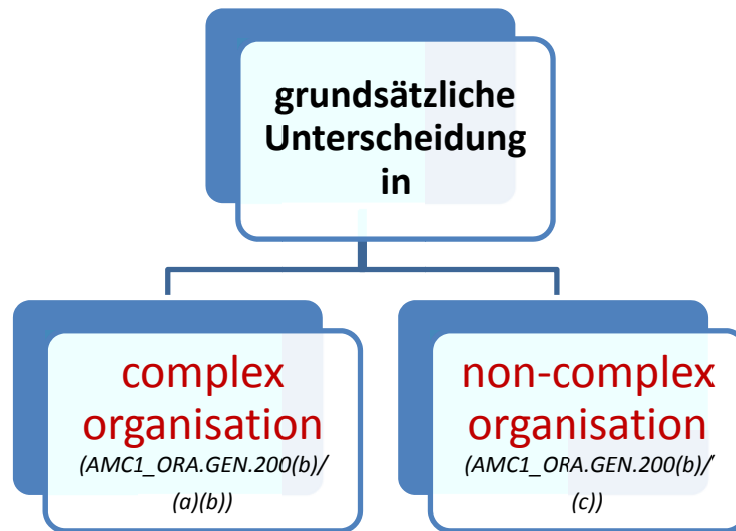 grundsätzliche
Unterscheidung
in
complex
organisation
(AMC1_ORA.GEN.200(b)/
(a)(b))
non-complex
organisation
(AMC1_ORA.GEN.200(b)/
(c))